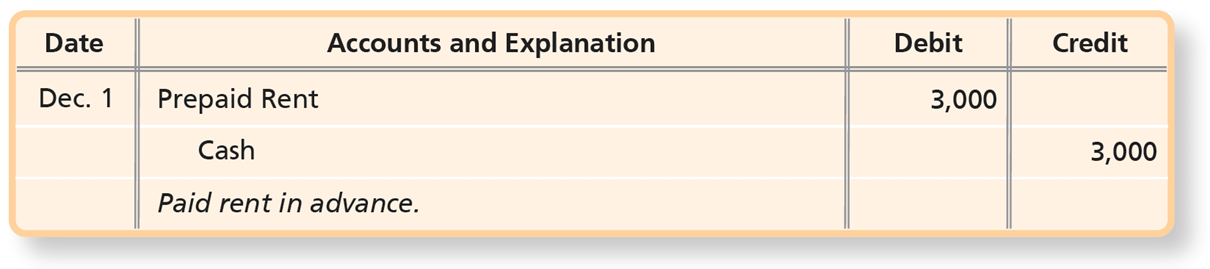 Date Accounts and Explanation Debit Credit
Dec. 1 Prepaid Rent 3,000
Cash 3,000
Paid rent in advance.